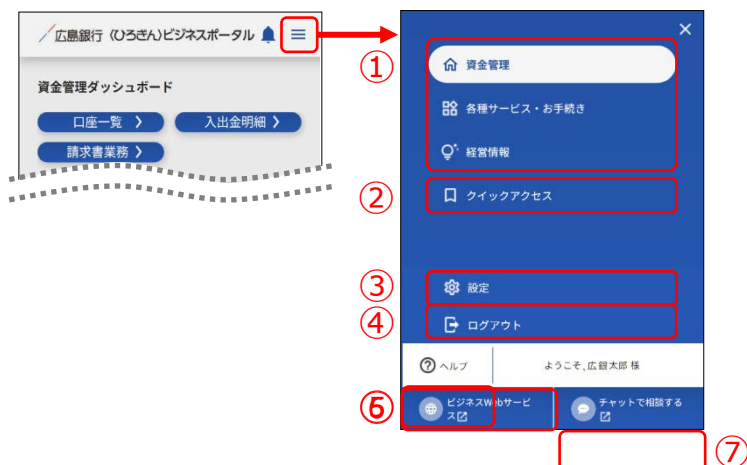 広島銀行〈ひろぎん〉ビジネスポータル
資金管理ダッシュボード
口座一覧
入出金明細
請求書業務
①
資金管理
各種サービス・お手続き
経営情報
②
クイックアクセス
③
設定
④
ログアウト
ヘルプ
ようこそ、広銀太郎 様
⑥
ビジネスWebサービ
ス
チャットで相談する
⑦